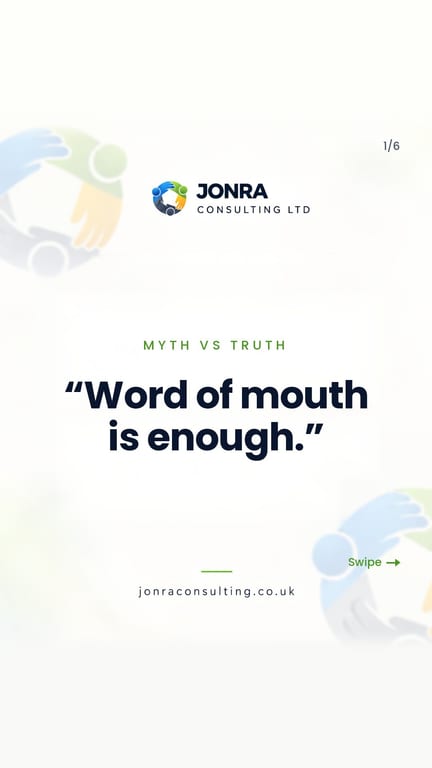 1/6
JONRA
CONSULTING LTD
MYTH VS TRUTH
“Word of mouth
is enough.”
Swipe →
jonraconsulting.co.uk